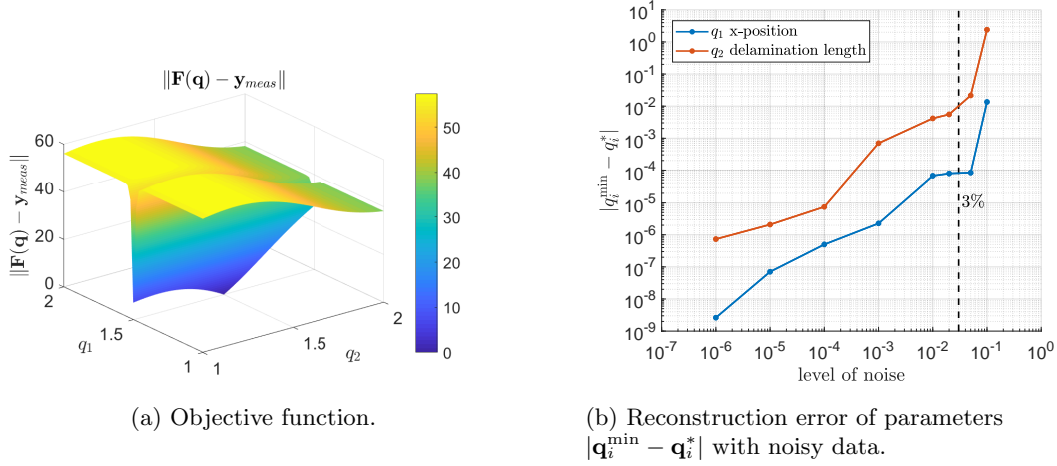 ‖F(q) − y_meas‖
‖F(q) − y_meas‖
60
40
20
0
2
1.5
1
q_1
1
1.5
2
q_2
50
40
30
20
10
0
(a) Objective function.
q_1 x-position
q_2 delamination length
|q_i^min − q_i^*|
10^1
10^0
10^-1
10^-2
10^-3
10^-4
10^-5
10^-6
10^-7
10^-8
10^-9
3%
10^-7 10^-6 10^-5 10^-4 10^-3 10^-2 10^-1 10^0
level of noise
(b) Reconstruction error of parameters
|q_i^min − q_i^*| with noisy data.